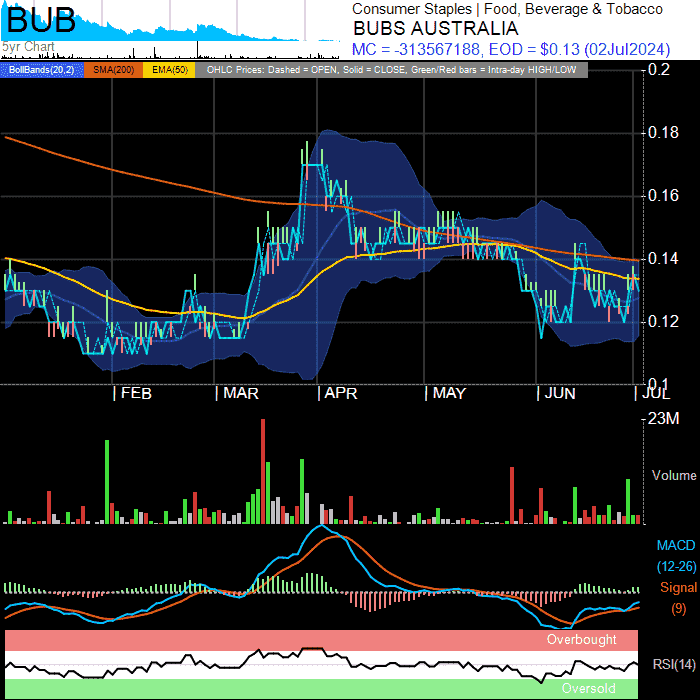 BUB
Consumer Staples | Food, Beverage & Tobacco
BUBS AUSTRALIA
5yr Chart
MC = -313567188, EOD = $0.13 (02Jul2024)
BollBands(20,2) SMA(200) EMA(50) OHLC Prices: Dashed = OPEN, Solid = CLOSE, Green/Red bars = Intra-day HIGH/LOW
0.2
0.18
0.16
0.14
0.12
0.1
FEB MAR APR MAY JUN JUL
23M
Volume
MACD
(12-26)
Signal
(9)
Overbought
RSI(14)
Oversold